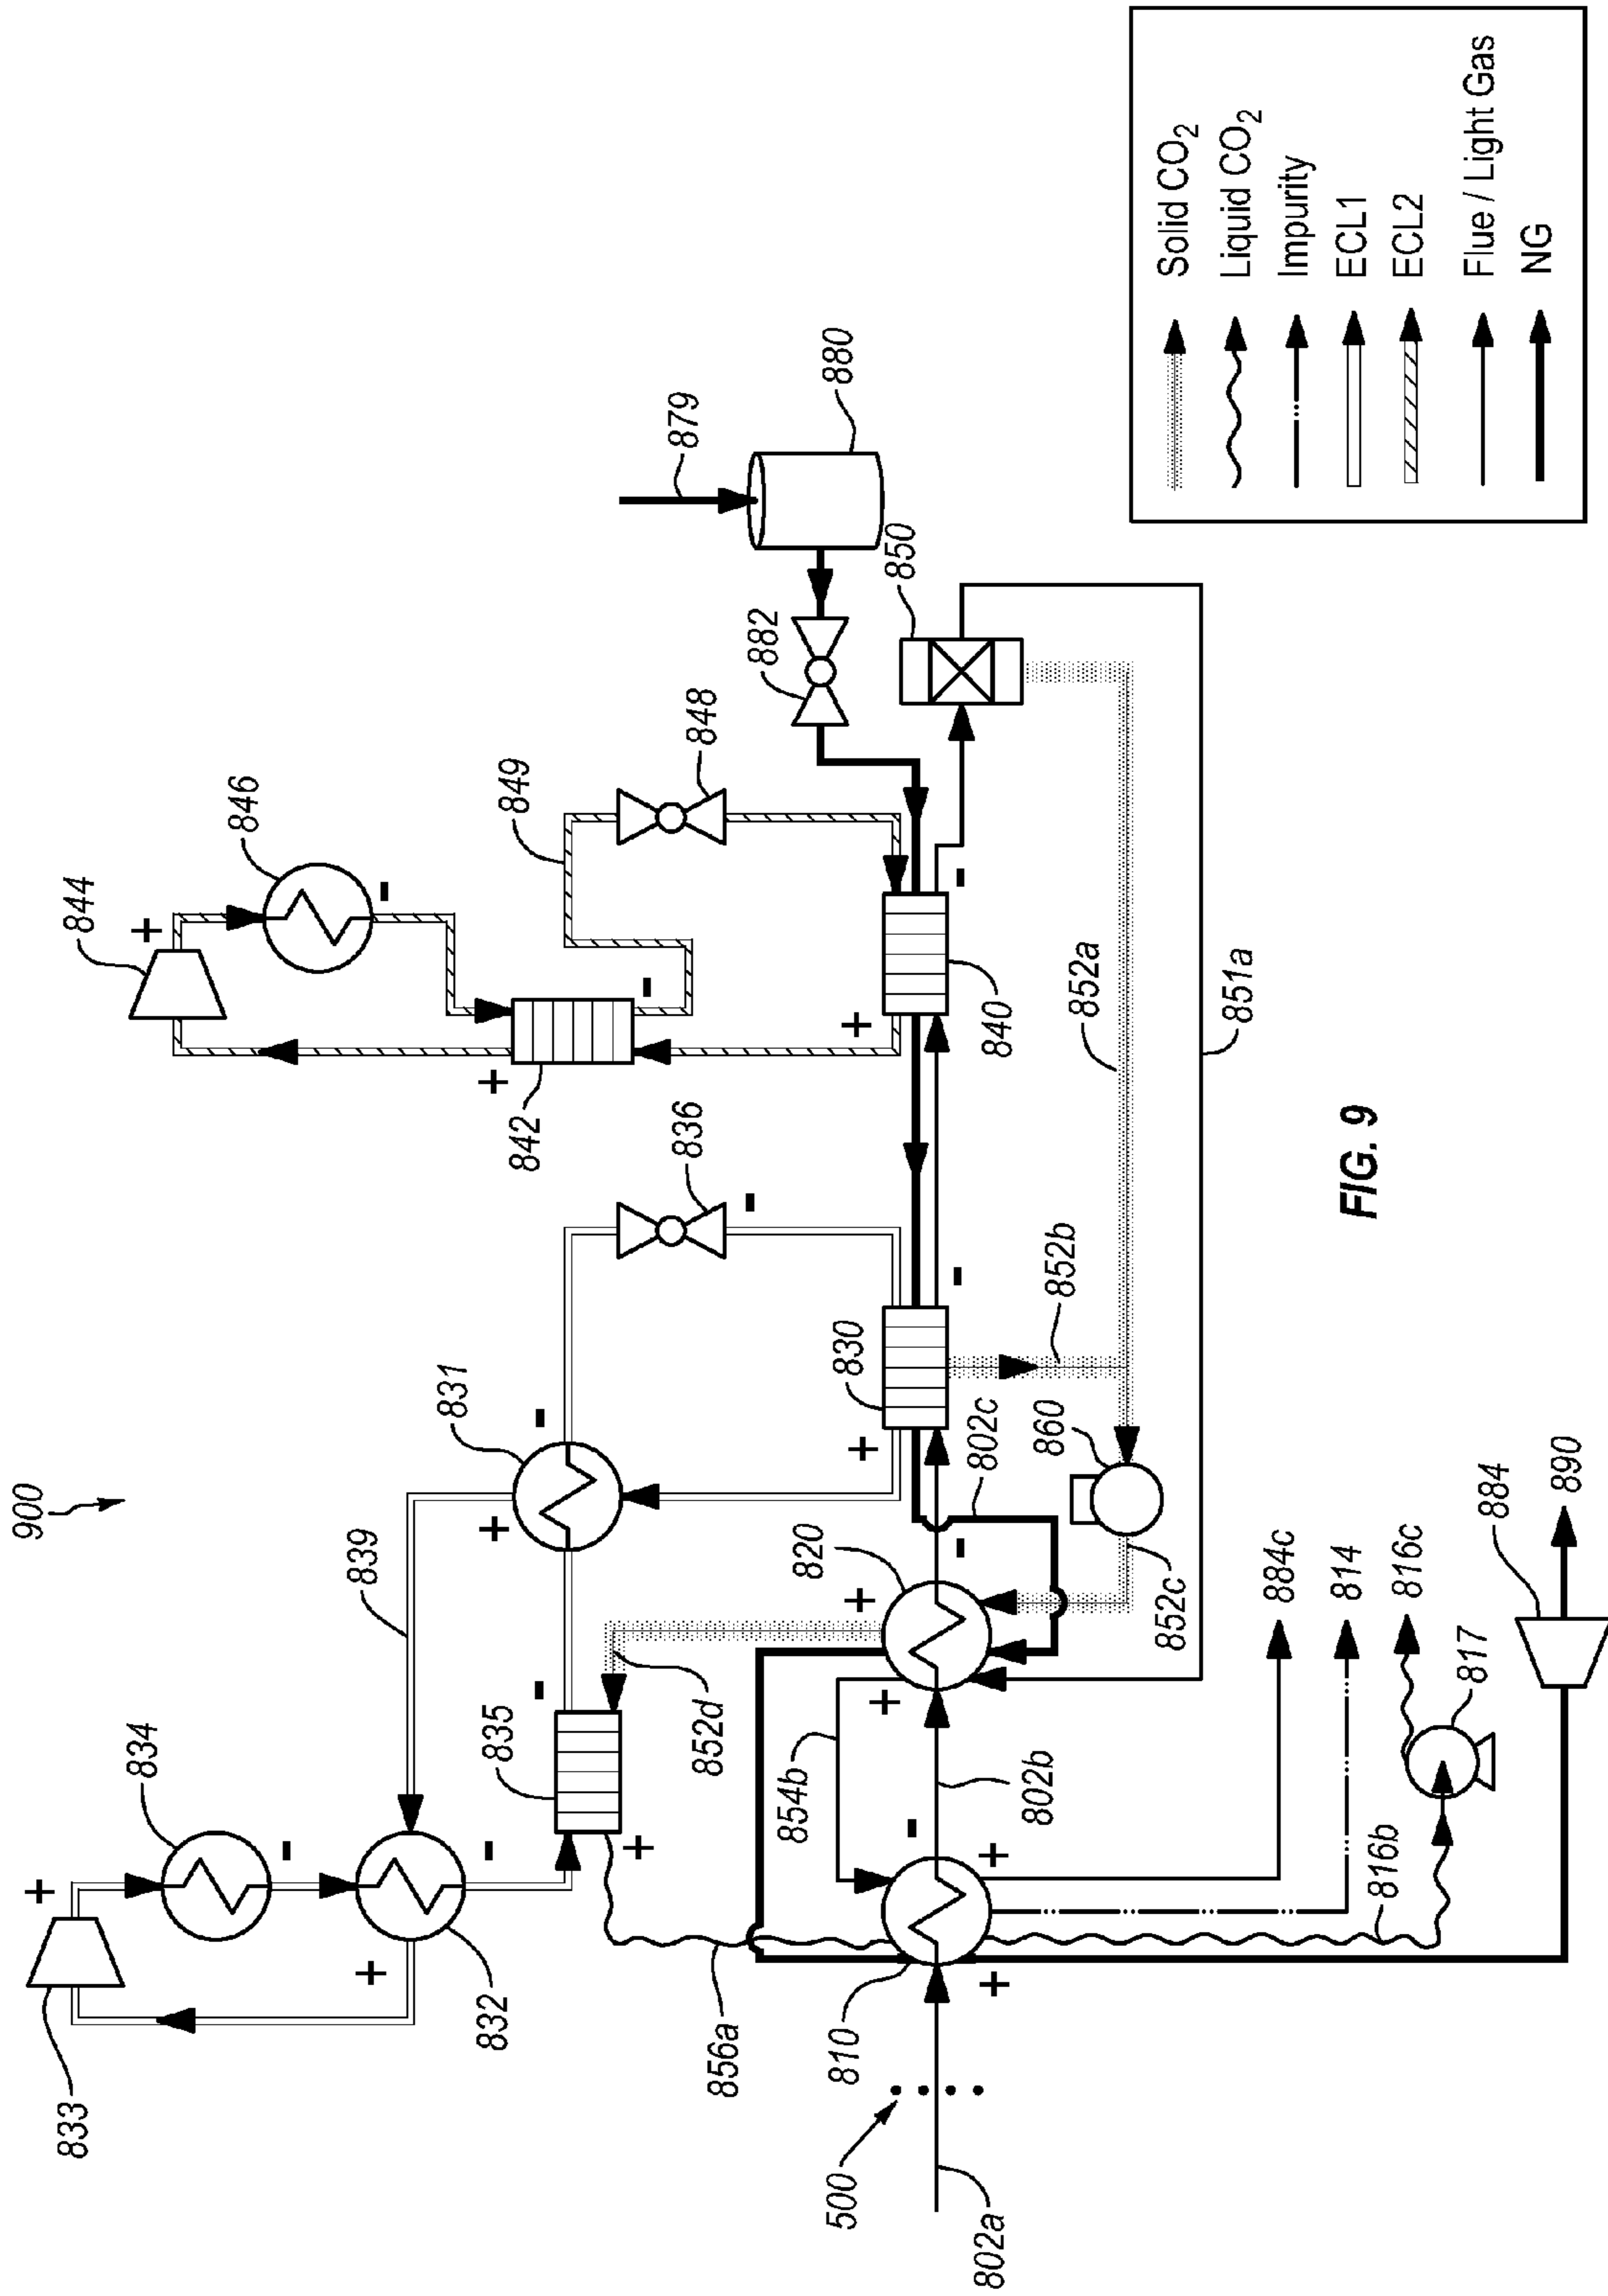 900
833
834
832
839
831
835
836
844
846
842
849
848
882
879
880
850
840
830
820
810
856a
852d
854b
802b
802c
860
852b
852a
851a
852c
500
802a
816b
817
816c
814
884c
884
890
Solid CO2
Liquid CO2
Impurity
ECL1
ECL2
Flue / Light Gas
NG
FIG. 9